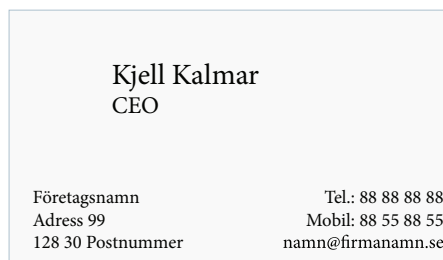 Kjell Kalmar
CEO
Företagsnamn
Adress 99
128 30 Postnummer
Tel.: 88 88 88 88
Mobil: 88 55 88 55
namn@firmanamn.se